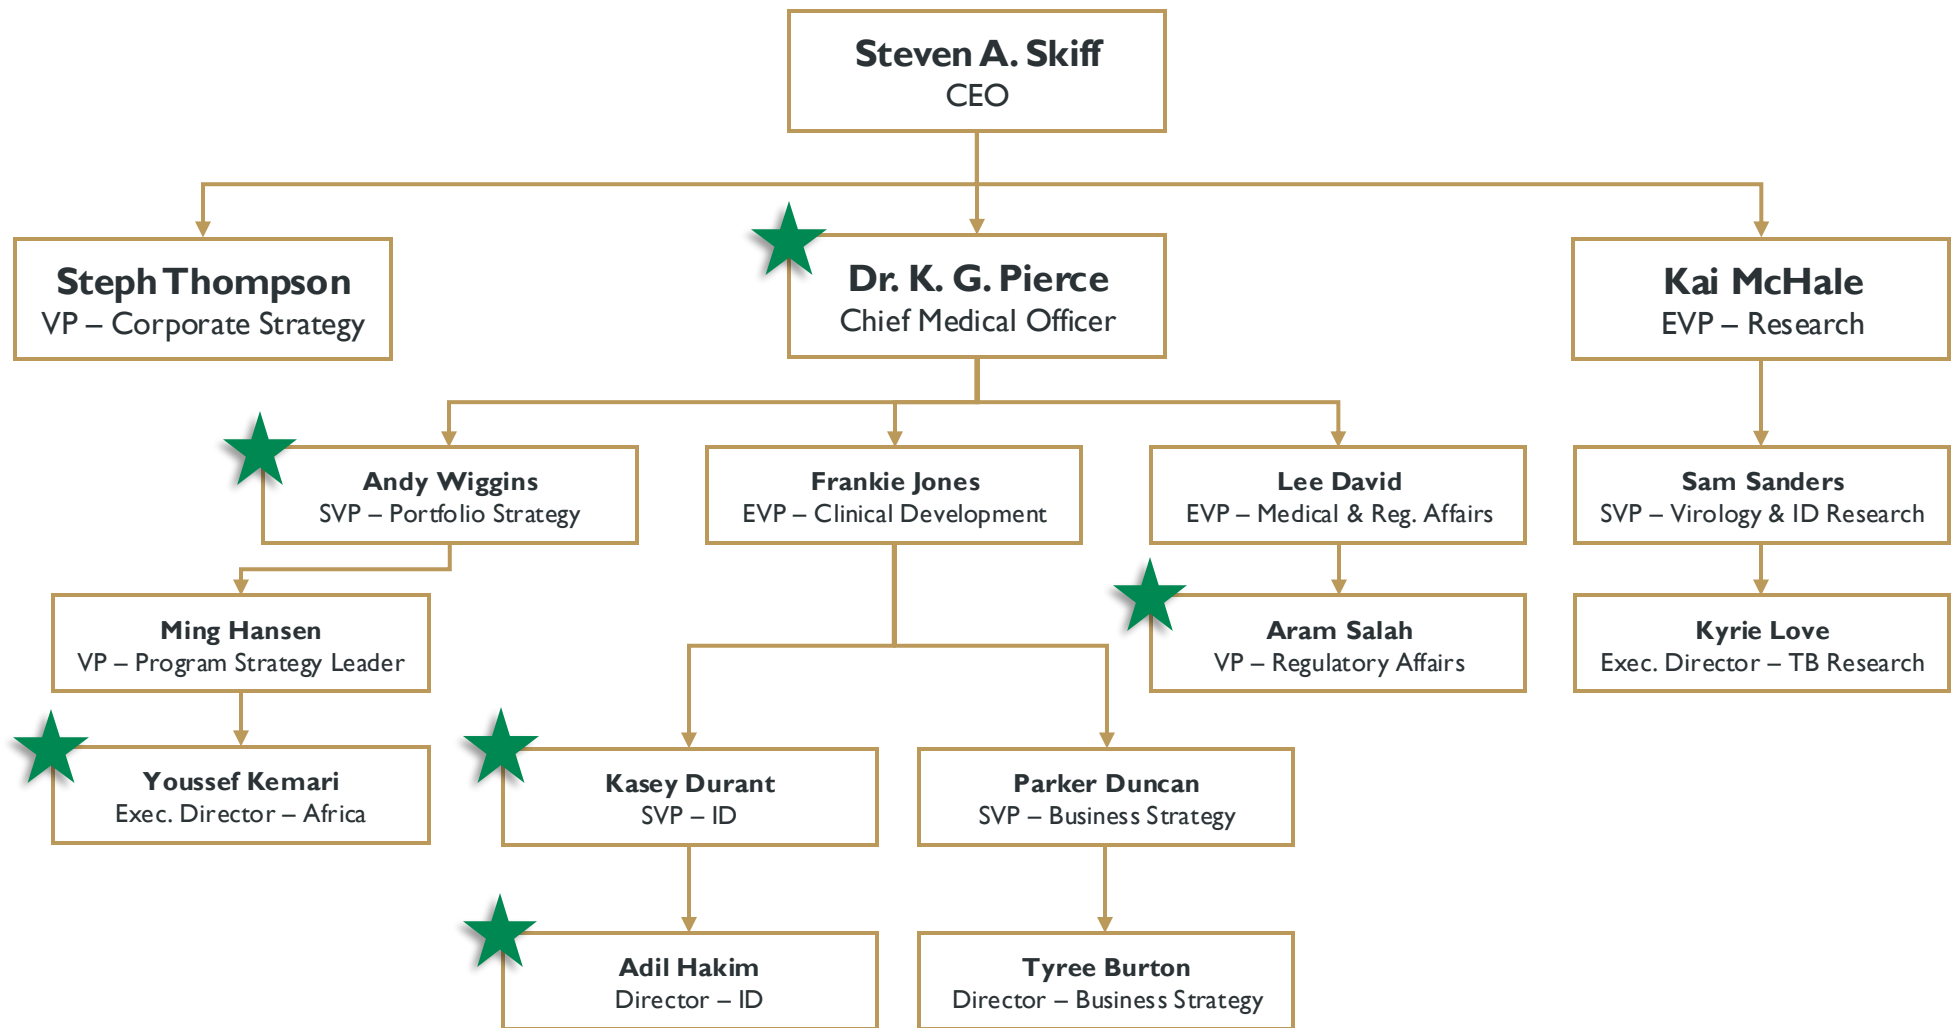 Steven A. Skiff
CEO
Steph Thompson
VP – Corporate Strategy
Dr. K. G. Pierce
Chief Medical Officer
Kai McHale
EVP – Research
Andy Wiggins
SVP – Portfolio Strategy
Frankie Jones
EVP – Clinical Development
Lee David
EVP – Medical & Reg. Affairs
Sam Sanders
SVP – Virology & ID Research
Ming Hansen
VP – Program Strategy Leader
Aram Salah
VP – Regulatory Affairs
Kyrie Love
Exec. Director – TB Research
Youssef Kemari
Exec. Director – Africa
Kasey Durant
SVP – ID
Parker Duncan
SVP – Business Strategy
Adil Hakim
Director – ID
Tyree Burton
Director – Business Strategy